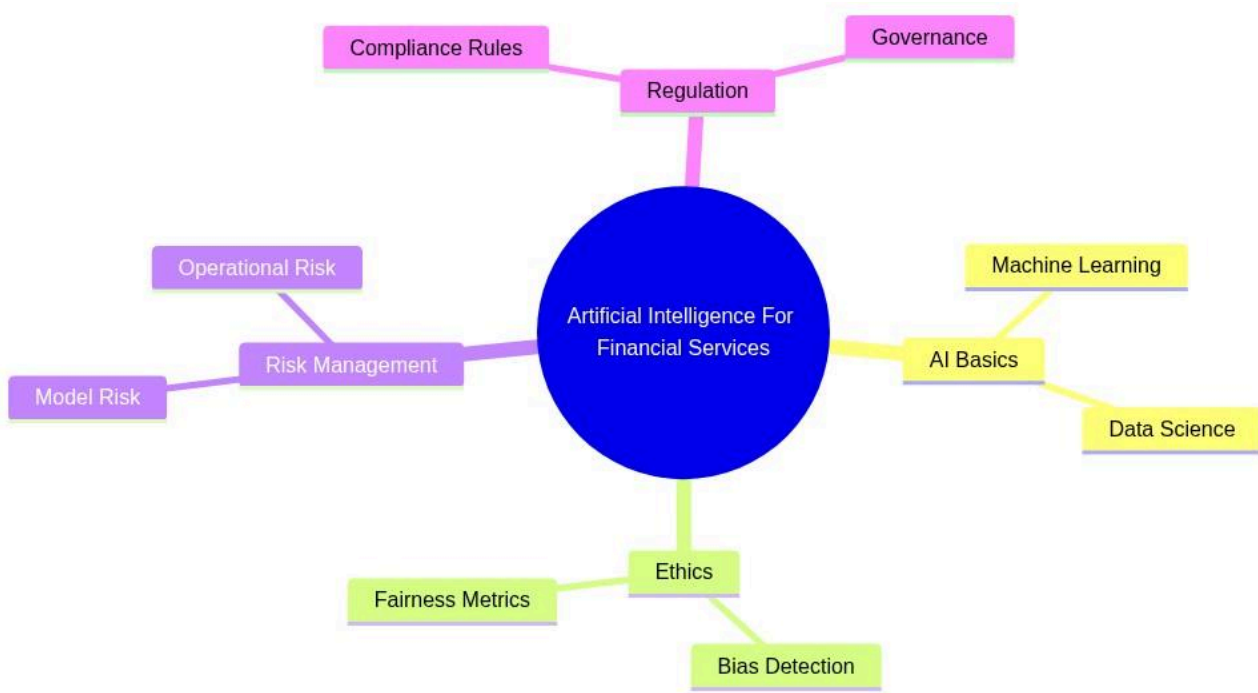 Compliance Rules
Governance
Regulation
Operational Risk
Machine Learning
Artificial Intelligence For
Financial Services
Risk Management
AI Basics
Model Risk
Data Science
Ethics
Fairness Metrics
Bias Detection